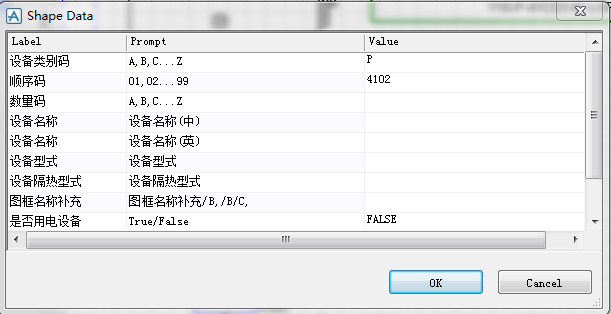 Shape Data
Label Prompt Value
设备类别码 A,B,C...Z P
顺序码 01,02...99 4102
数量码 A,B,C...Z
设备名称 设备名称(中)
设备名称 设备名称(英)
设备型式 设备型式
设备隔热型式 设备隔热型式
图框名称补充 图框名称补充/B,/B/C,
是否用电设备 True/False FALSE
OK Cancel